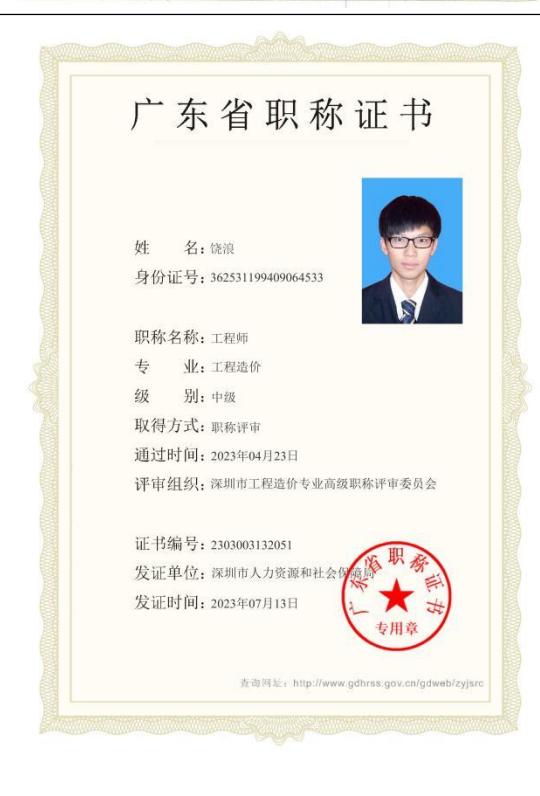 广东省职称证书
姓 名：饶浪
身份证号：362531199409064533
职称名称：工程师
专 业：工程造价
级 别：中级
取得方式：职称评审
通过时间：2023年04月23日
评审组织：深圳市工程造价专业高级职称评审委员会
证书编号：2303003132051
发证单位：深圳市人力资源和社会保障局
发证时间：2023年07月13日
广东省职称证书
专用章
查询网址：http://www.gdhrss.gov.cn/gdweb/zyjsrc